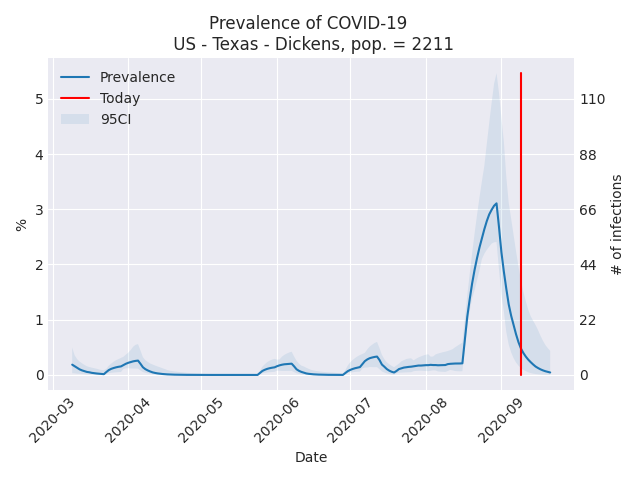 Prevalence of COVID-19
US - Texas - Dickens, pop. = 2211
Prevalence
Today
95CI
%
5
4
3
2
1
0
110
88
66
44
22
0
# of infections
2020-03
2020-04
2020-05
2020-06
2020-07
2020-08
2020-09
Date